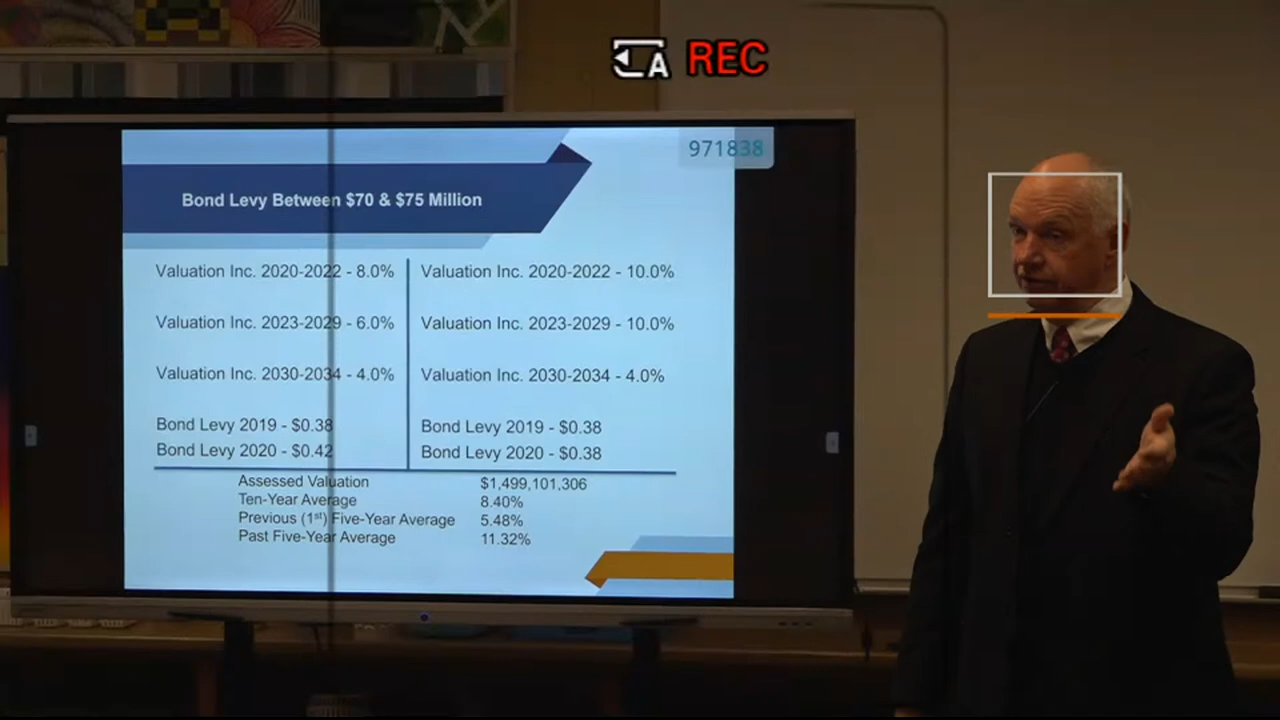 A REC
971838
Bond Levy Between $70 & $75 Million
Valuation Inc. 2020-2022 - 8.0%
Valuation Inc. 2023-2029 - 6.0%
Valuation Inc. 2030-2034 - 4.0%
Bond Levy 2019 - $0.38
Bond Levy 2020 - $0.42
Valuation Inc. 2020-2022 - 10.0%
Valuation Inc. 2023-2029 - 10.0%
Valuation Inc. 2030-2034 - 4.0%
Bond Levy 2019 - $0.38
Bond Levy 2020 - $0.38
Assessed Valuation $1,499,101,306
Ten-Year Average 8.40%
Previous (1st) Five-Year Average 5.48%
Past Five-Year Average 11.32%